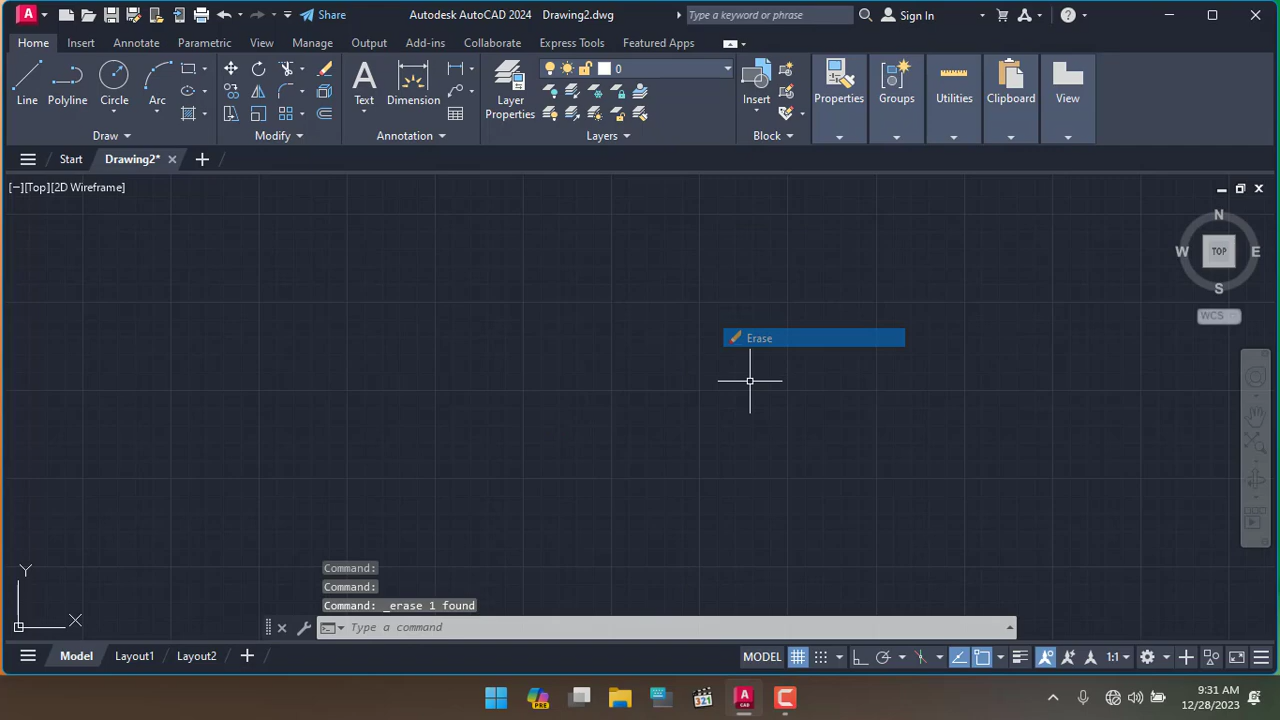 Share
Autodesk AutoCAD 2024 Drawing2.dwg
Type a keyword or phrase
Sign In
Home Insert Annotate Parametric View Manage Output Add-ins Collaborate Express Tools Featured Apps
0
Line Polyline Circle Arc
Text Dimension
Layer
Properties
Insert
Properties Groups Utilities Clipboard View
Draw Modify Annotation Layers Block
Start Drawing2*
[−][Top][2D Wireframe]
N
W TOP E
S
WCS
Erase
Y
X
Command:
Command:
Command: _erase 1 found
Type a command
Model Layout1 Layout2
MODEL
1:1
PRE
321
CAD
9:31 AM
12/28/2023